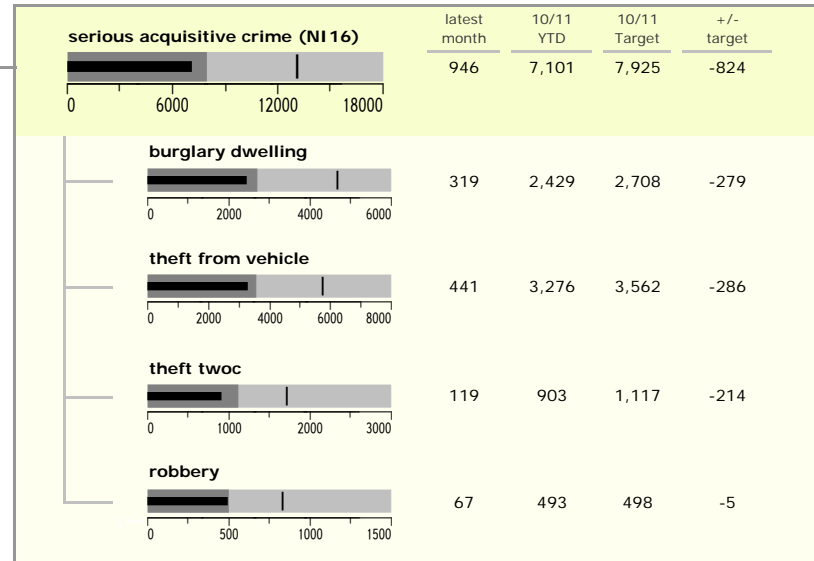 latest 10/11 10/11 +/-
serious acquisitive crime (NI16) month YTD Target target
946 7,101 7,925 -824
0 6000 12000 18000
burglary dwelling
319 2,429 2,708 -279
0 2000 4000 6000
theft from vehicle
441 3,276 3,562 -286
0 2000 4000 6000 8000
theft twoc
119 903 1,117 -214
0 1000 2000 3000
robbery
67 493 498 -5
0 500 1000 1500